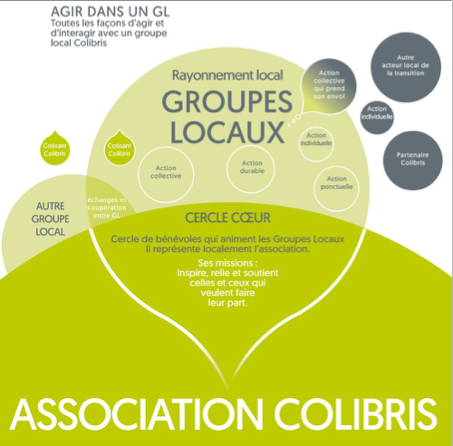 AGIR DANS UN GL
Toutes les façons d'agir et
d'interagir avec un groupe
local Colibris
Autre
acteur local de
la transition
Rayonnement local
GROUPES
LOCAUX
Action
collective
qui prend
son envol
Action
individuelle
Cotisant
Colibris
Cotisant
Colibris
Action
individuelle
Partenaire
Colibris
Action
collective
Action
durable
Action
ponctuelle
AUTRE
GROUPE
LOCAL
échanges et
coopération
entre GL
CERCLE CŒUR
Cercle de bénévoles qui animent les Groupes Locaux
Il représente localement l'association.
Ses missions :
Inspire, relie et soutient
celles et ceux qui
veulent faire
leur part.
ASSOCIATION COLIBRIS